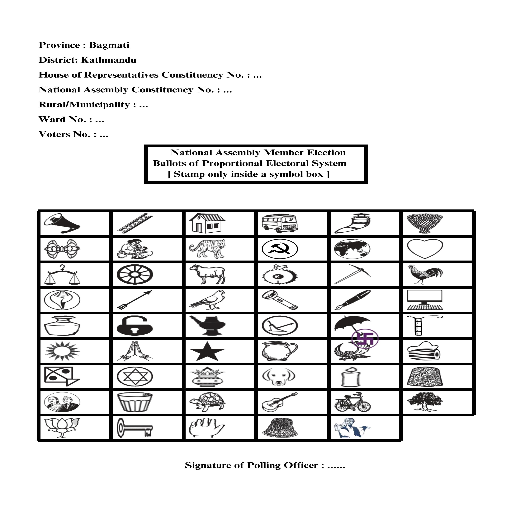 Province : Bagmati
District: Kathmandu
House of Representatives Constituency No. : ...
National Assembly Constituency No. : ...
Rural/Municipality : ...
Ward No. : ...
Voters No. : ...
National Assembly Member Election
Ballots of Proportional Electoral System
[ Stamp only inside a symbol box ]
Signature of Polling Officer : ......